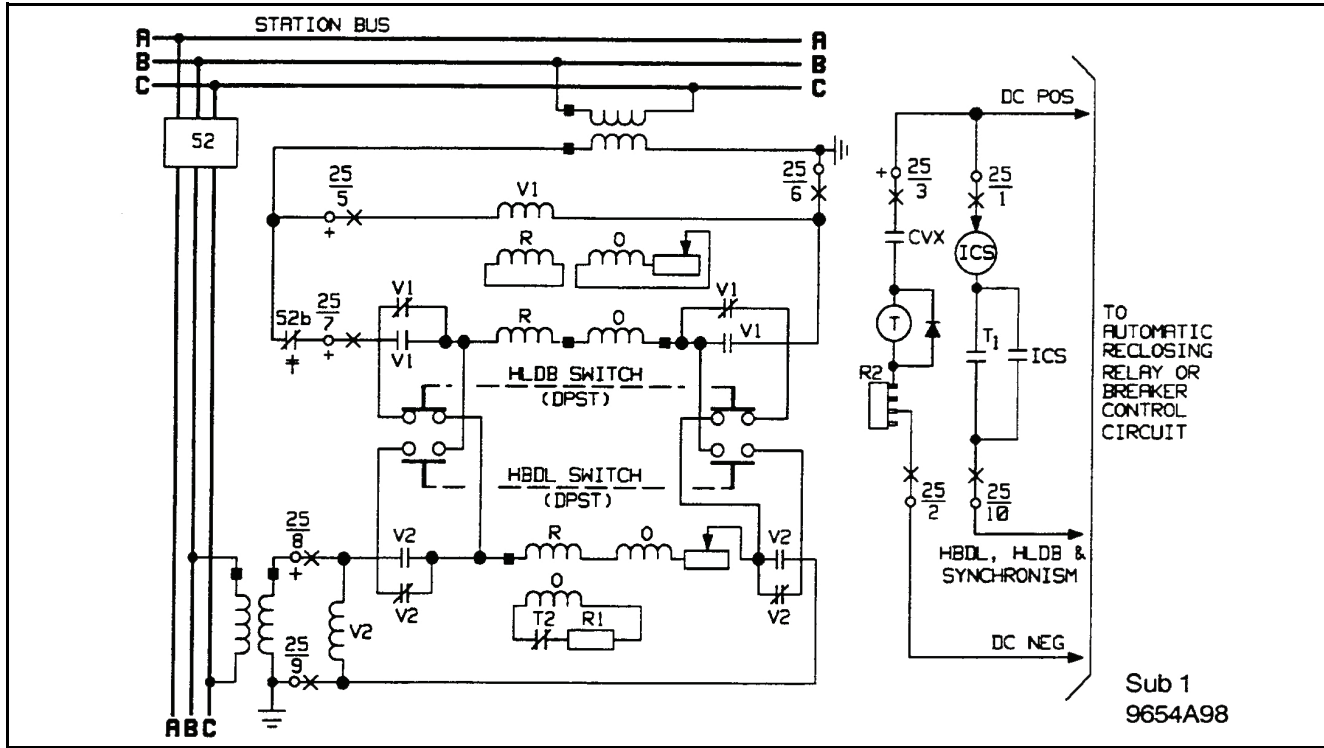 STATION BUS
A A
B B
C C
52
DC POS
25/5
V1
25/6
+ 25/3
25/1
R
O
CVX
ICS
52b
25/7
V1
V1
R
O
V1
V1
+
+
T
T1
ICS
R2
HLDB SWITCH
(DPST)
HBDL SWITCH
(DPST)
TO
AUTOMATIC
RECLOSING
RELAY OR
BREAKER
CONTROL
CIRCUIT
25/2
25/10
25/8
+
V2
R
O
V2
HBDL, HLDB &
SYNCHRONISM
V2
O
V2
T2
R1
V2
25/9
DC NEG
A B C
Sub 1
9654A98